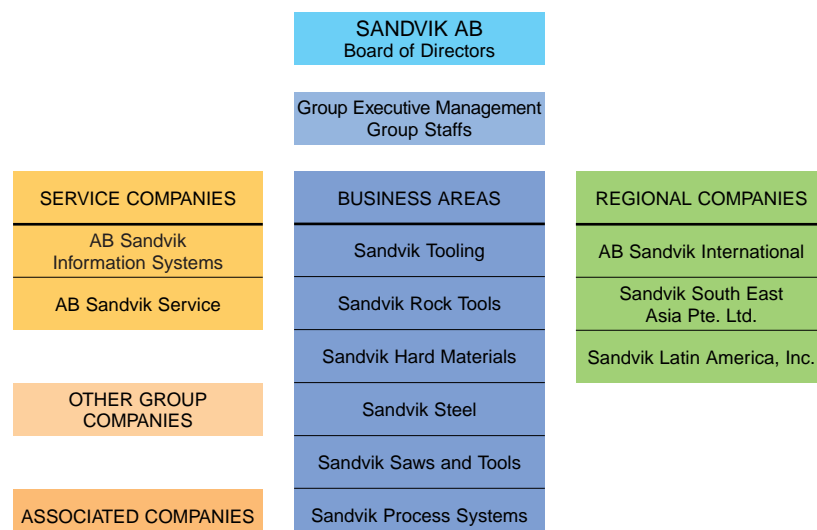 SANDVIK AB
Board of Directors
Group Executive Management
Group Staffs
SERVICE COMPANIES
AB Sandvik
Information Systems
AB Sandvik Service
OTHER GROUP
COMPANIES
ASSOCIATED COMPANIES
BUSINESS AREAS
Sandvik Tooling
Sandvik Rock Tools
Sandvik Hard Materials
Sandvik Steel
Sandvik Saws and Tools
Sandvik Process Systems
REGIONAL COMPANIES
AB Sandvik International
Sandvik South East
Asia Pte. Ltd.
Sandvik Latin America, Inc.